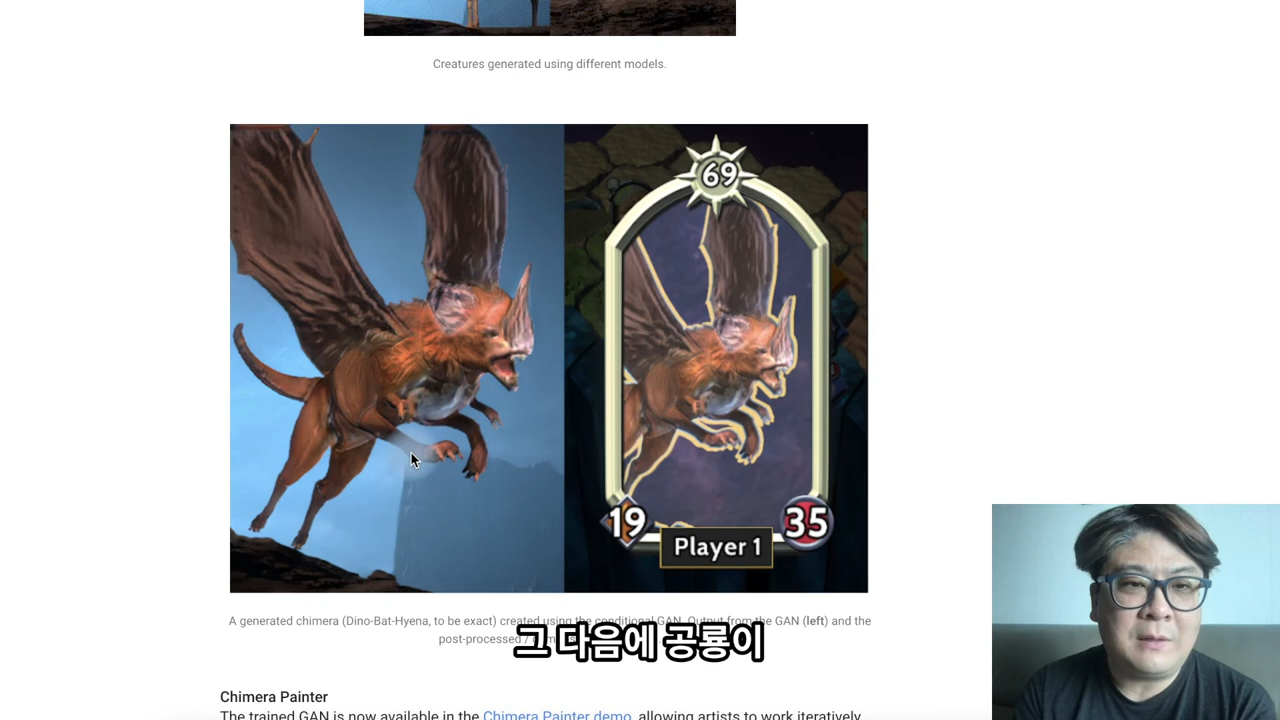 Creatures generated using different models.
69
19
35
Player 1
A generated chimera (Dino-Bat-Hyena, to be exact) created using the conditional GAN. Output from the GAN (left) and the
post-processed /
그 다음에 공룡이
Chimera Painter
The trained GAN is now available in the Chimera Painter demo, allowing artists to work iteratively